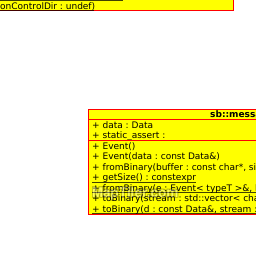 onControlDir : undef)
sb::mess
+ data : Data
+ static_assert :
+ Event()
+ Event(data : const Data&)
+ fromBinary(buffer : const char*, si
+ getSize() : constexpr
+ fromBinary(e : Event< typeT >&,
+ toBinary(stream : std::vector< cha
+ toBinary(d : const Data&, stream :